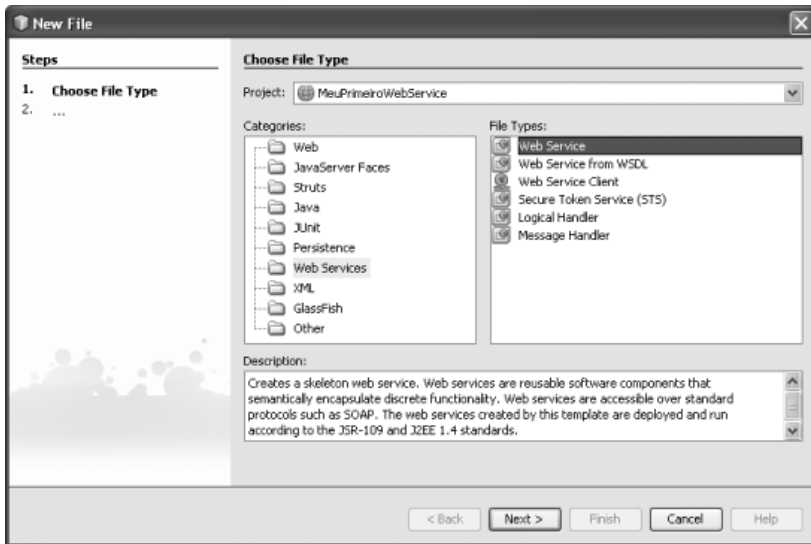 New File
Steps
1. Choose File Type
2. ...
Choose File Type
Project: MeuPrimeiroWebService
Categories:
Web
JavaServer Faces
Struts
Java
JUnit
Persistence
Web Services
XML
GlassFish
Other
File Types:
Web Service
Web Service from WSDL
Web Service Client
Secure Token Service (STS)
Logical Handler
Message Handler
Description:
Creates a skeleton web service. Web services are reusable software components that
semantically encapsulate discrete functionality. Web services are accessible over standard
protocols such as SOAP. The web services created by this template are deployed and run
according to the JSR-109 and J2EE 1.4 standards.
< Back Next > Finish Cancel Help